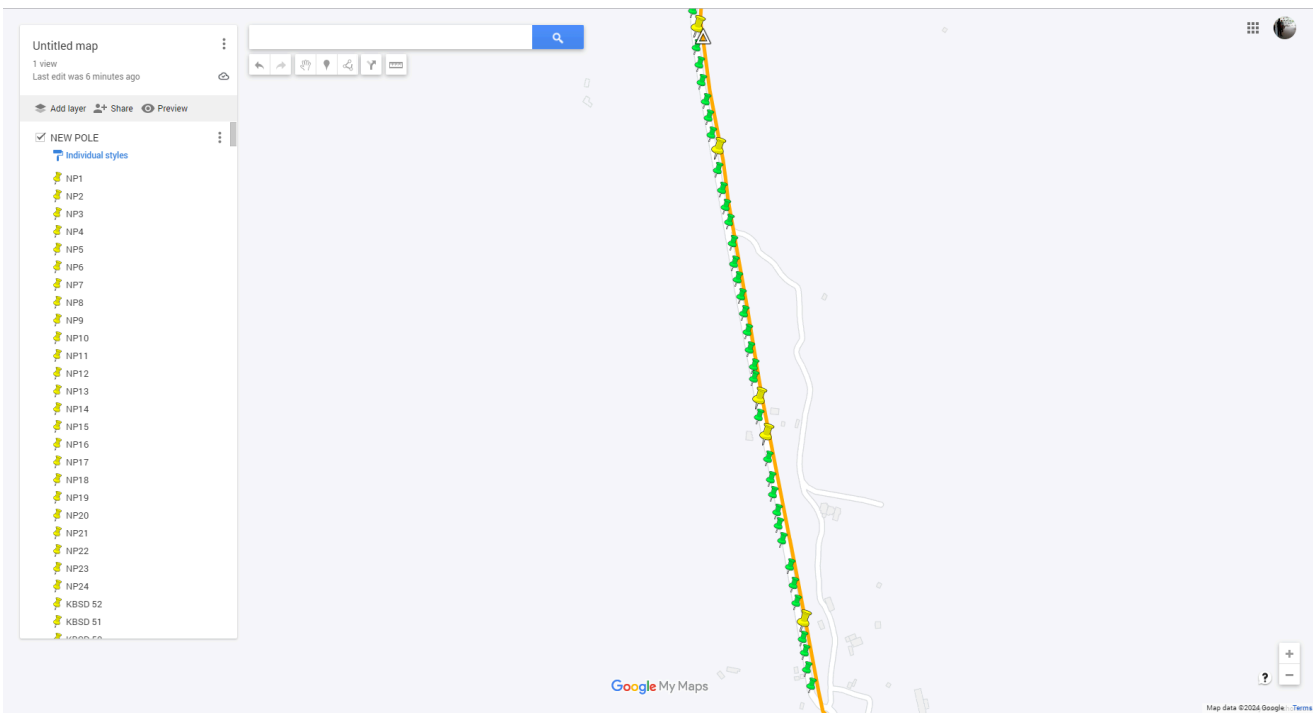 Untitled map
1 view
Last edit was 6 minutes ago
Add layer Share Preview
NEW POLE
Individual styles
NP1
NP2
NP3
NP4
NP5
NP6
NP7
NP8
NP9
NP10
NP11
NP12
NP13
NP14
NP15
NP16
NP17
NP18
NP19
NP20
NP21
NP22
NP23
NP24
KBSD 52
KBSD 51
Google My Maps
?
Map data ©2024 Google Terms